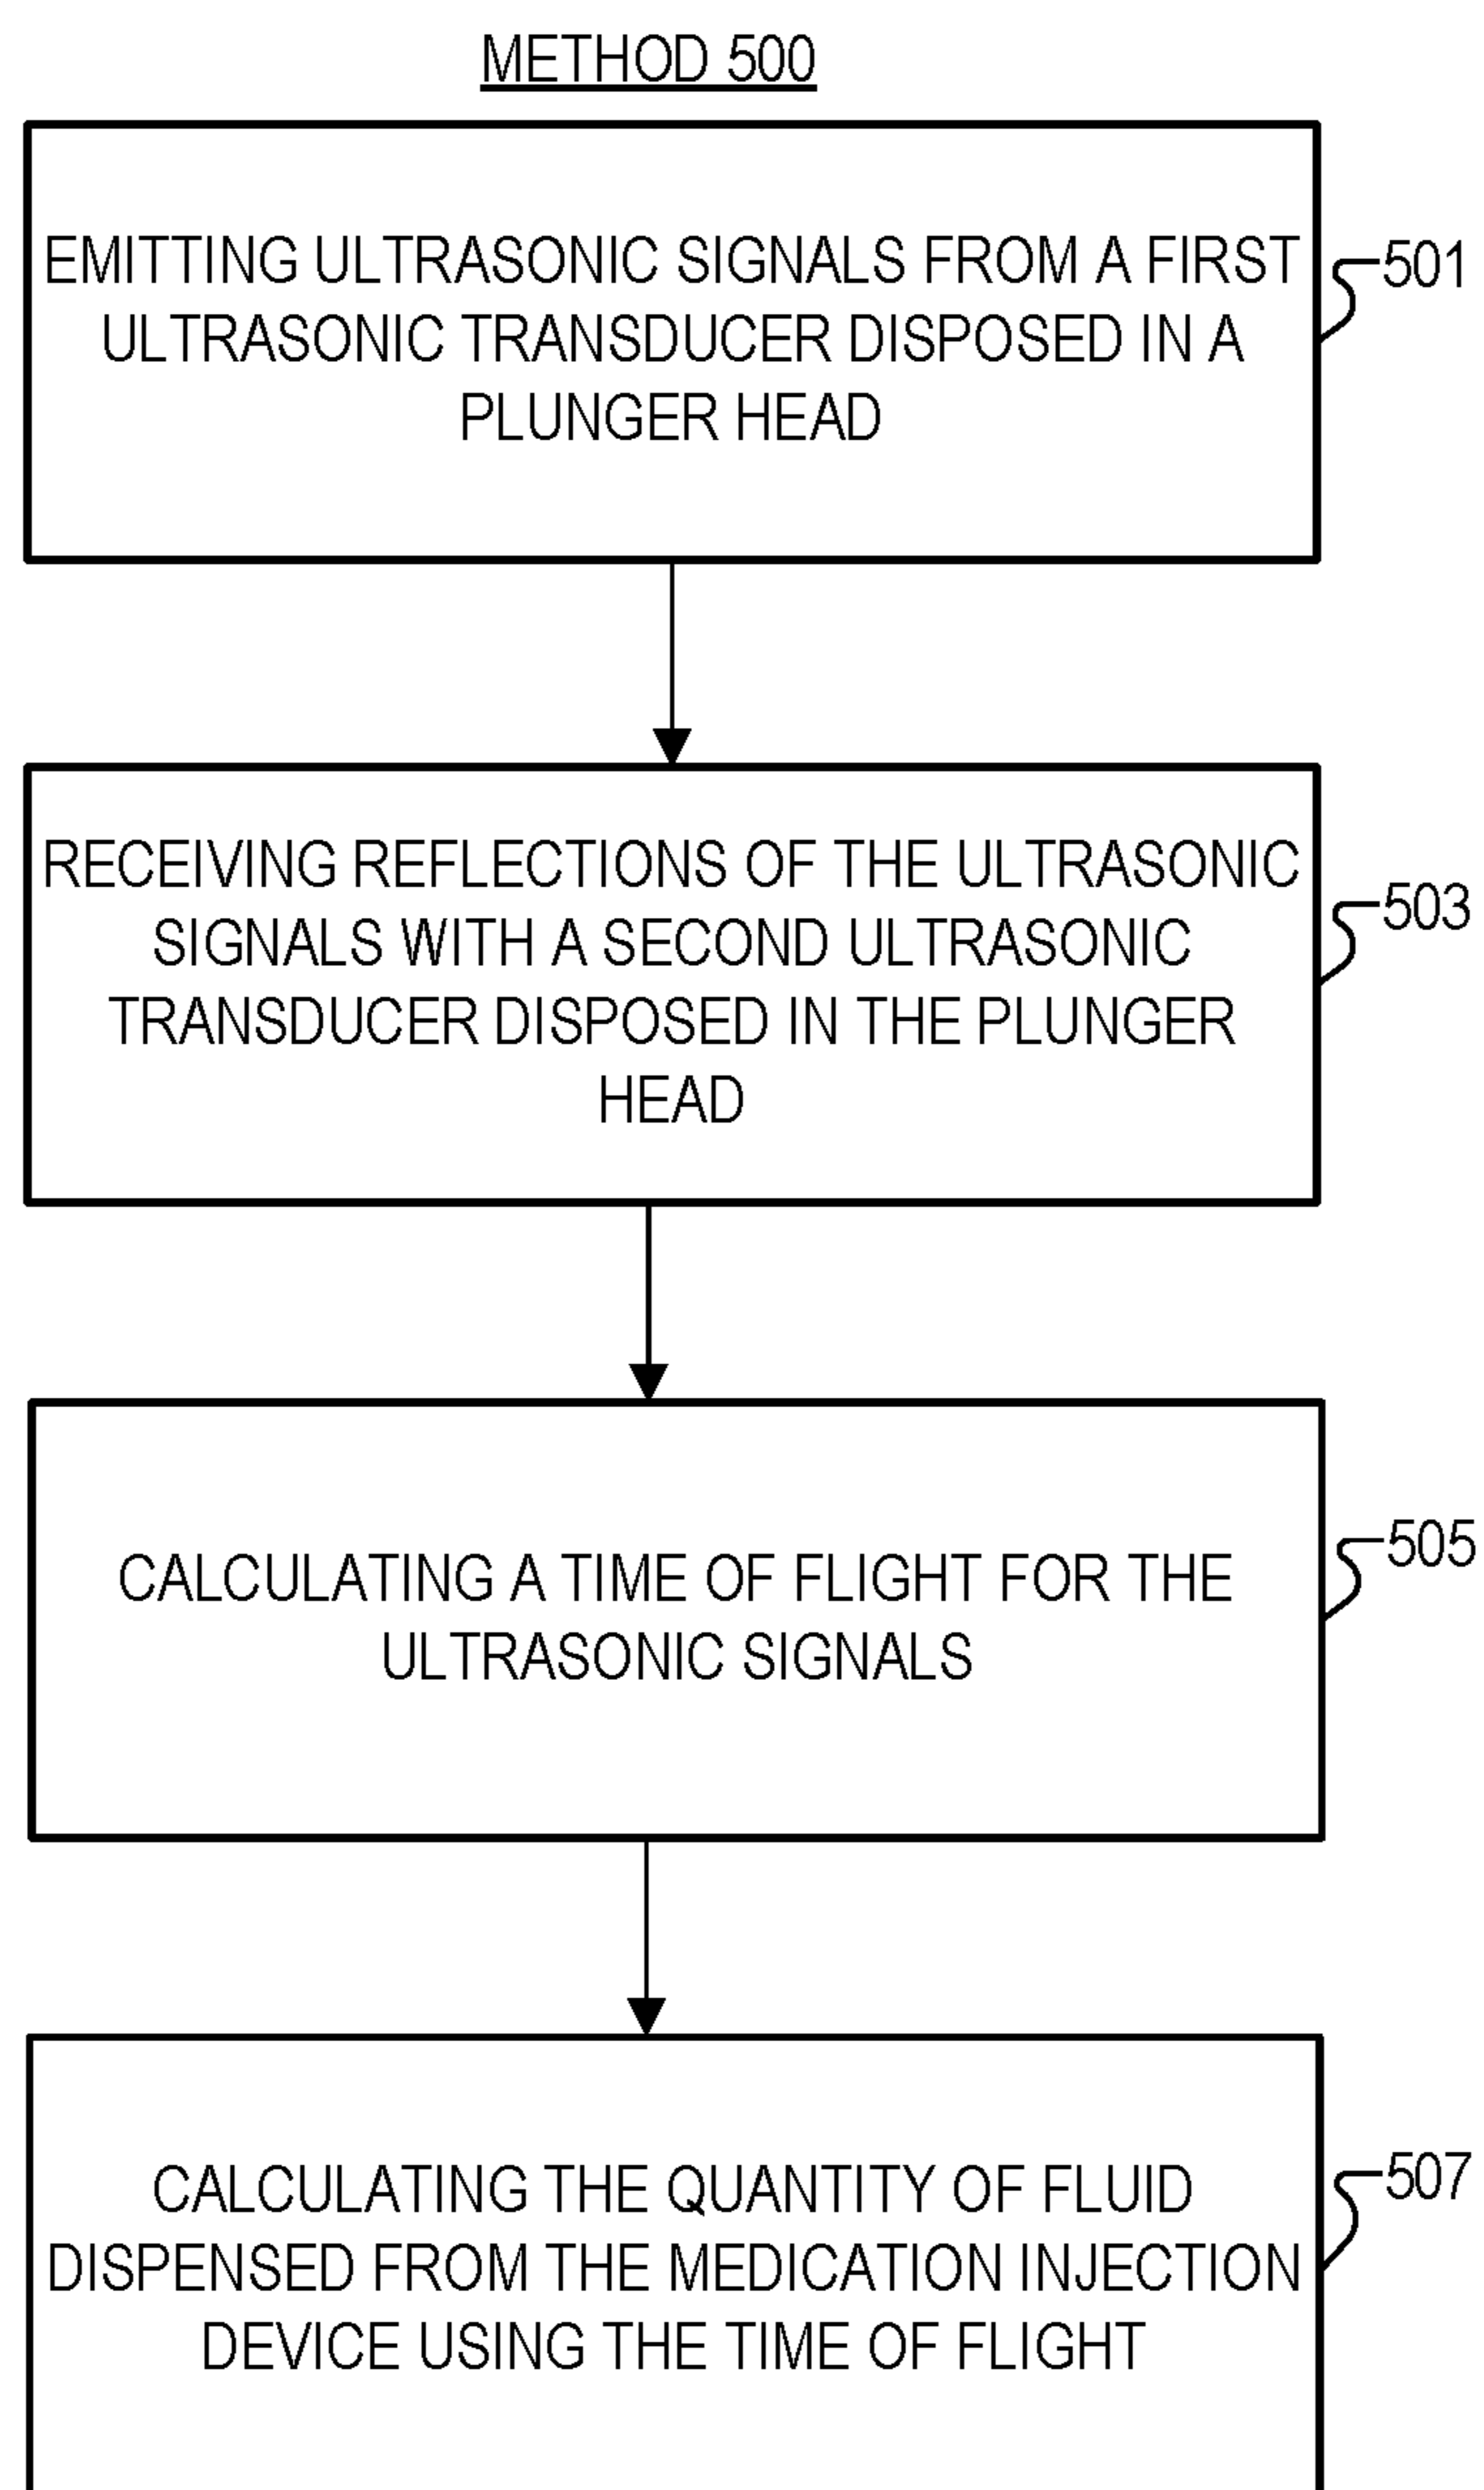 METHOD 500
EMITTING ULTRASONIC SIGNALS FROM A FIRST
ULTRASONIC TRANSDUCER DISPOSED IN A
PLUNGER HEAD
501
RECEIVING REFLECTIONS OF THE ULTRASONIC
SIGNALS WITH A SECOND ULTRASONIC
TRANSDUCER DISPOSED IN THE PLUNGER
HEAD
503
CALCULATING A TIME OF FLIGHT FOR THE
ULTRASONIC SIGNALS
505
CALCULATING THE QUANTITY OF FLUID
DISPENSED FROM THE MEDICATION INJECTION
DEVICE USING THE TIME OF FLIGHT
507